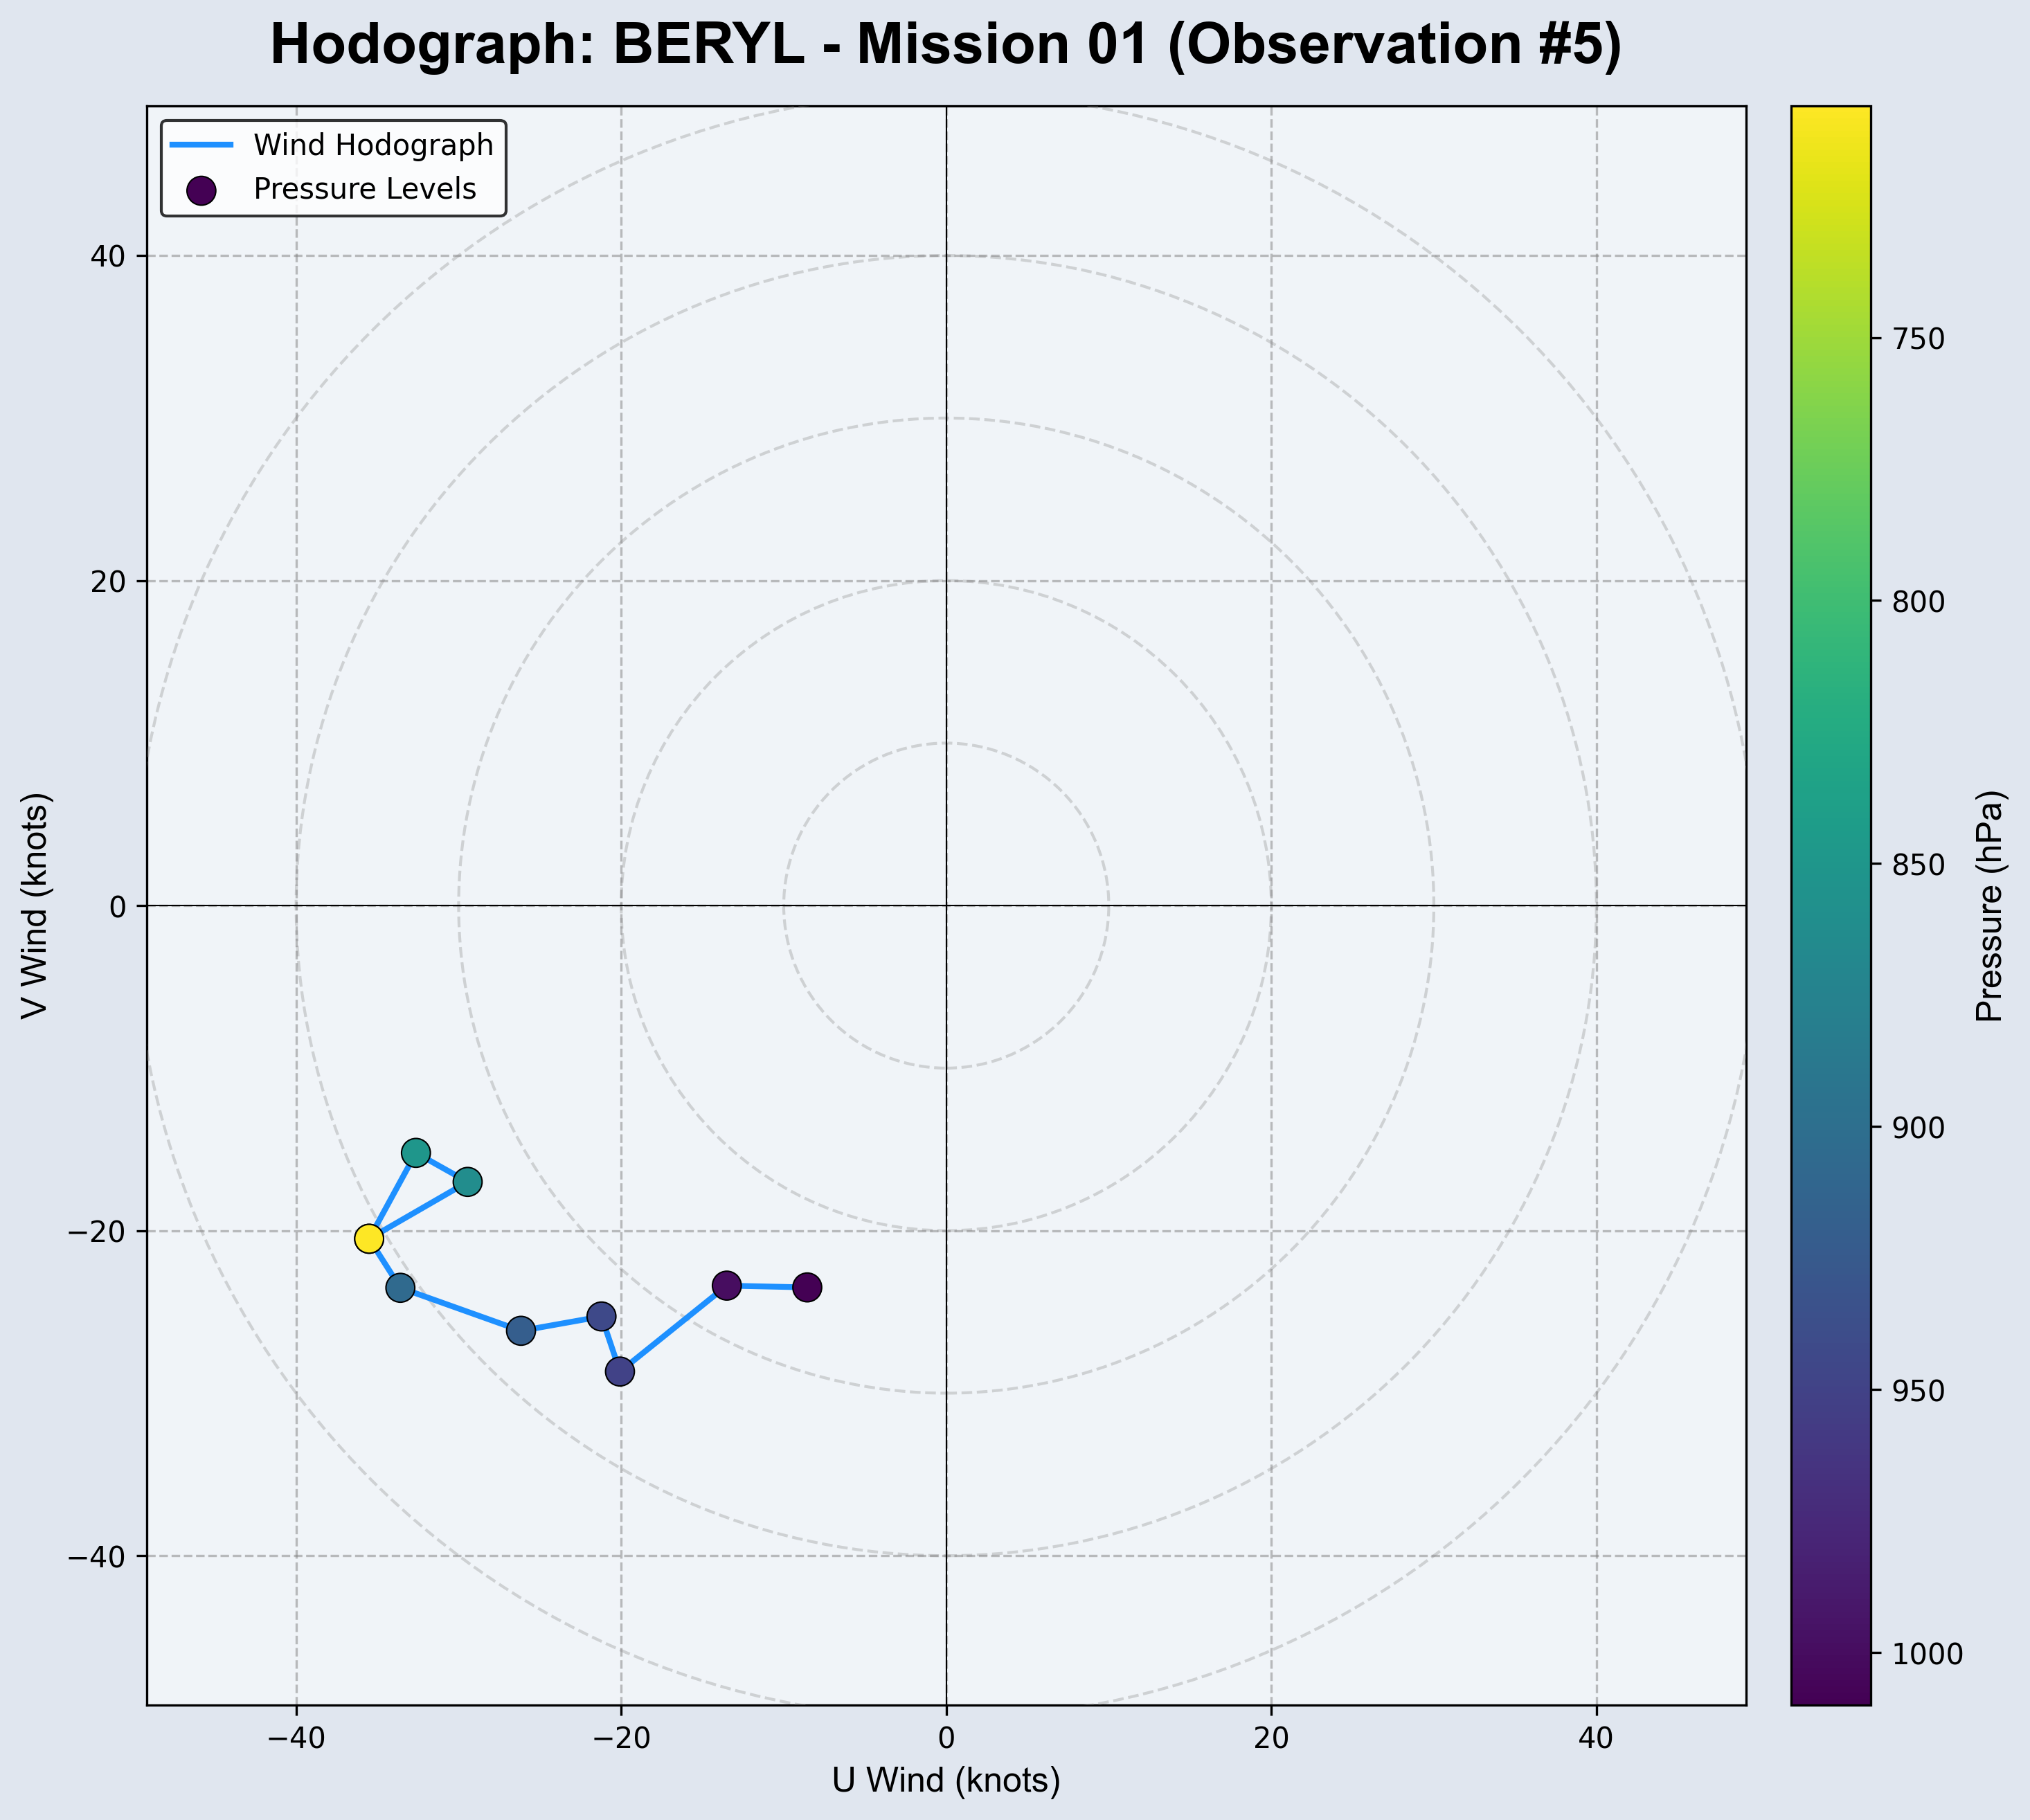 Hodograph: BERYL - Mission 01 (Observation #5)
Wind Hodograph
Pressure Levels
40
20
0
−20
−40
V Wind (knots)
−40
−20
0
20
40
U Wind (knots)
750
800
850
900
950
1000
Pressure (hPa)